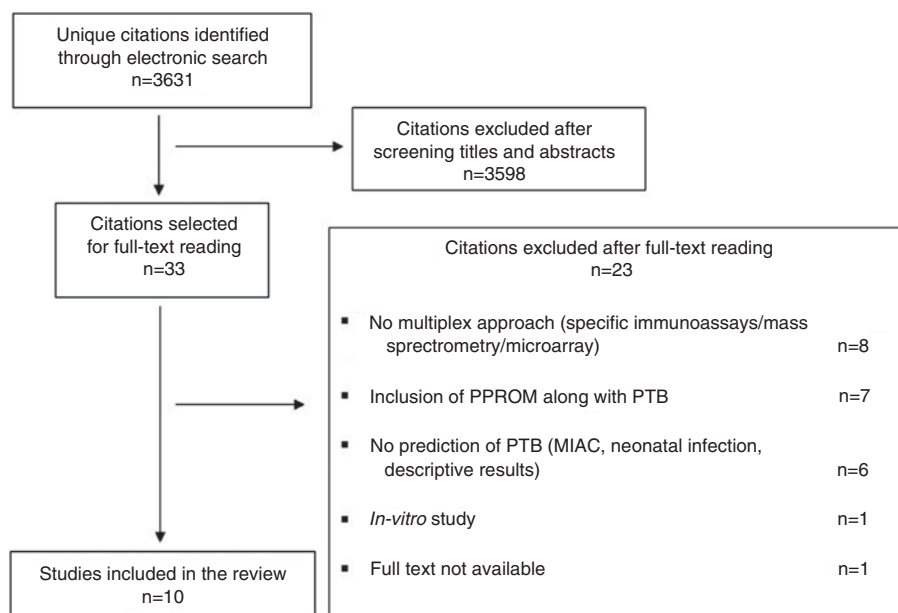 Unique citations identified
through electronic search
n=3631
Citations excluded after
screening titles and abstracts
n=3598
Citations selected
for full-text reading
n=33
Citations excluded after full-text reading
n=23
▪ No multiplex approach (specific immunoassays/mass
sprectrometry/microarray) n=8
▪ Inclusion of PPROM along with PTB n=7
▪ No prediction of PTB (MIAC, neonatal infection,
descriptive results) n=6
▪ In-vitro study n=1
▪ Full text not available n=1
Studies included in the review
n=10